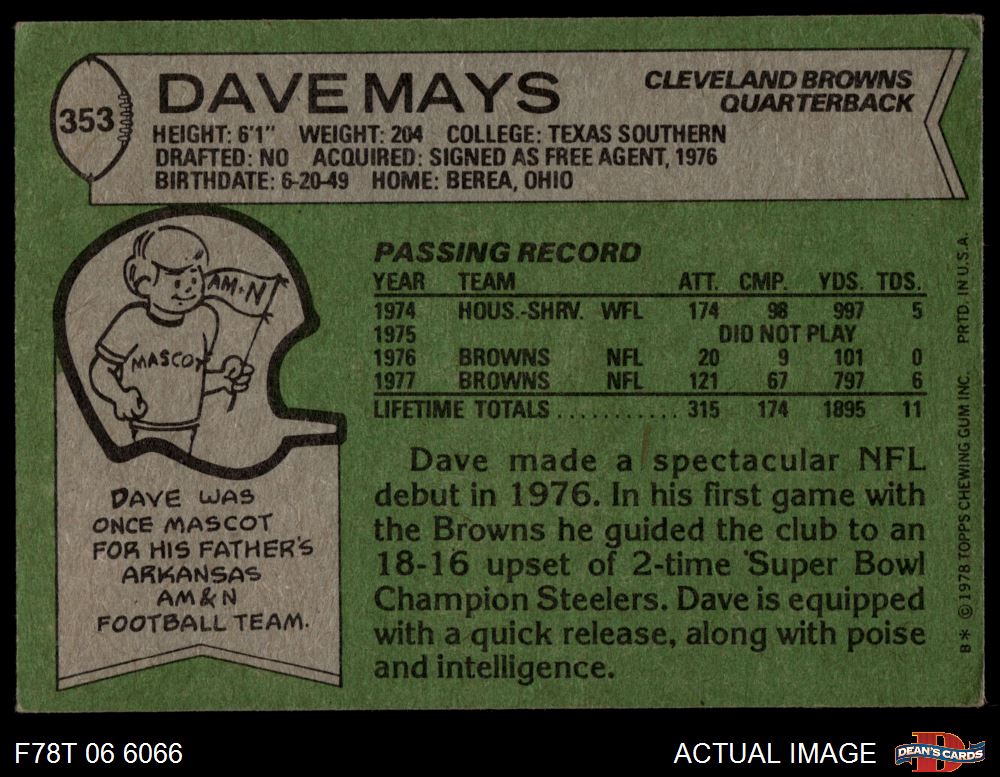 353
DAVE MAYS
CLEVELAND BROWNS
QUARTERBACK
HEIGHT: 6'1" WEIGHT: 204 COLLEGE: TEXAS SOUTHERN
DRAFTED: NO ACQUIRED: SIGNED AS FREE AGENT, 1976
BIRTHDATE: 6-20-49 HOME: BEREA, OHIO
AM+N
MASCOT
DAVE WAS
ONCE MASCOT
FOR HIS FATHER'S
ARKANSAS
AM&N
FOOTBALL TEAM.
PASSING RECORD
YEAR TEAM ATT. CMP. YDS. TDS.
1974 HOUS.-SHRV. WFL 174 98 997 5
1975 DID NOT PLAY
1976 BROWNS NFL 20 9 101 0
1977 BROWNS NFL 121 67 797 6
LIFETIME TOTALS ........... 315 174 1895 11
Dave made a spectacular NFL
debut in 1976. In his first game with
the Browns he guided the club to an
18-16 upset of 2-time Super Bowl
Champion Steelers. Dave is equipped
with a quick release, along with poise
and intelligence.
B* © 1978 TOPPS CHEWING GUM INC. PRTD. IN U.S.A.
F78T 06 6066
ACTUAL IMAGE
D
DEAN'S CARDS